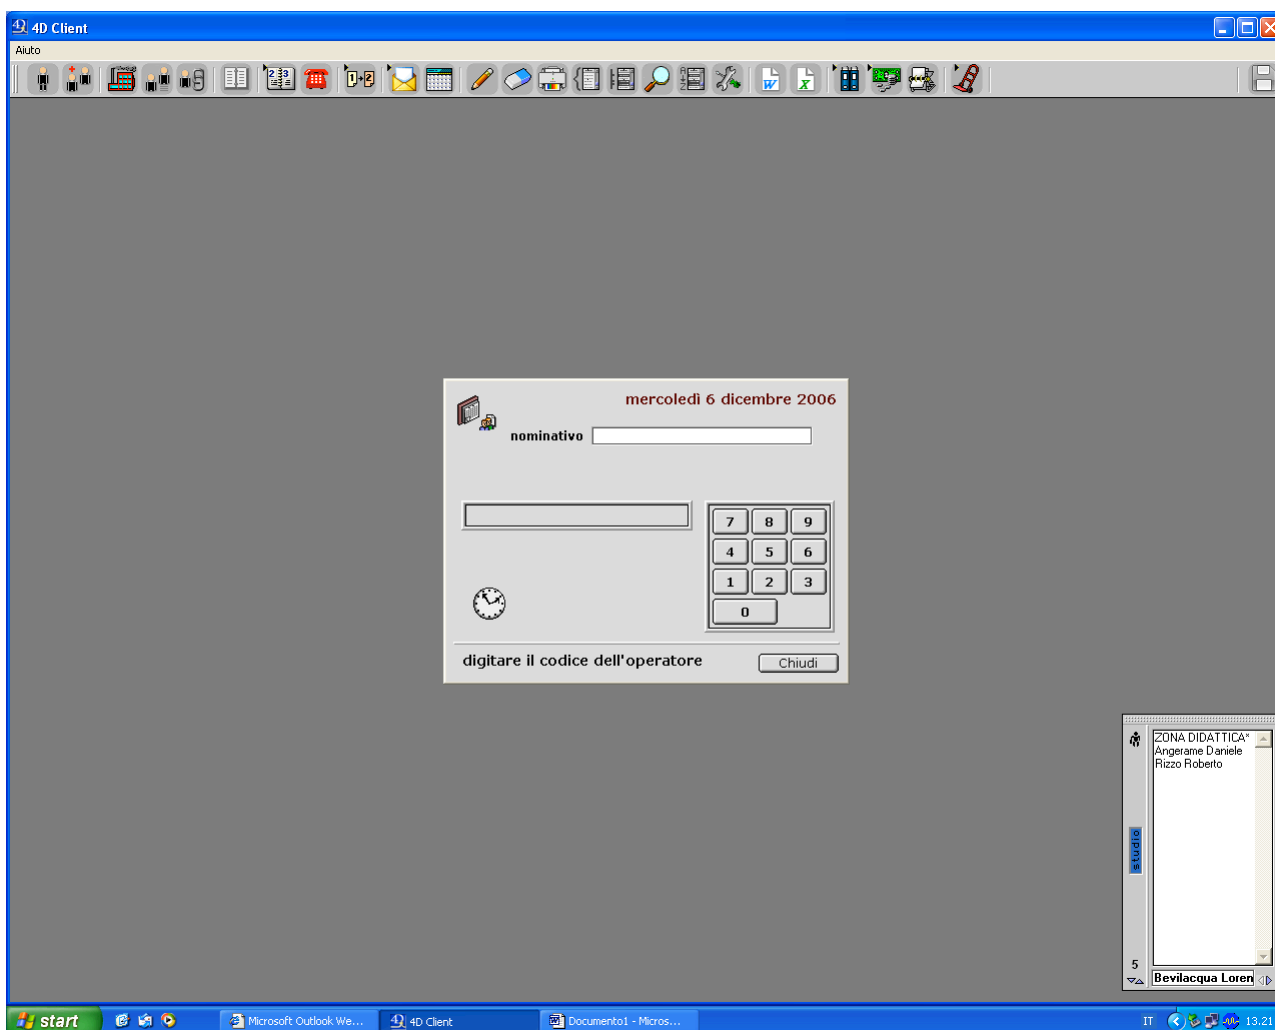 4D Client
Aiuto
mercoledì 6 dicembre 2006
nominativo
7 8 9
4 5 6
1 2 3
0
digitare il codice dell'operatore
Chiudi
ZONA DIDATTICA*
Angerame Daniele
Rizzo Roberto
studio
5
Bevilacqua Loren
start
Microsoft Outlook We...
4D Client
Documento1 - Micros...
IT
13.21